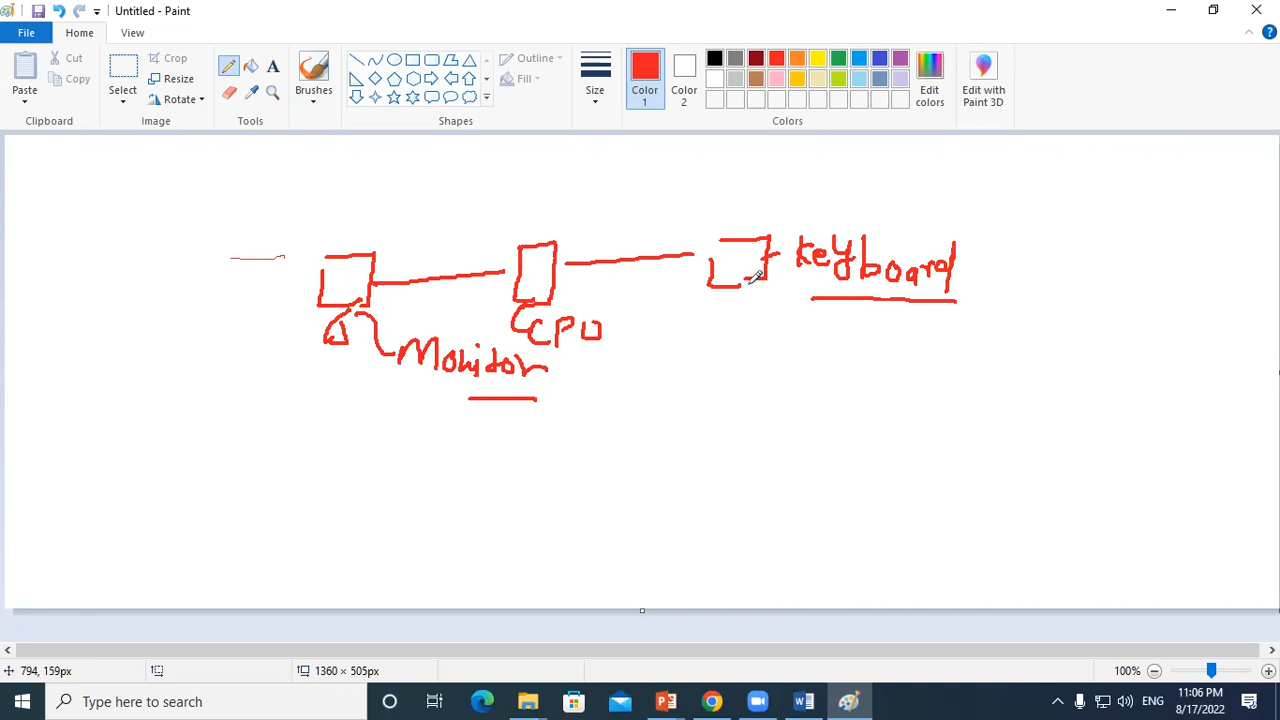 Untitled - Paint
File Home View
Paste
Cut
Copy
Clipboard
Select
Crop
Resize
Rotate
Image
Tools
Brushes
Shapes
Outline
Fill
Size
Color 1
Color 2
Edit colors
Colors
Edit with Paint 3D
keyboard
CPU
Monitor
794, 159px
1360 × 505px
100%
Type here to search
ENG
11:06 PM
8/17/2022